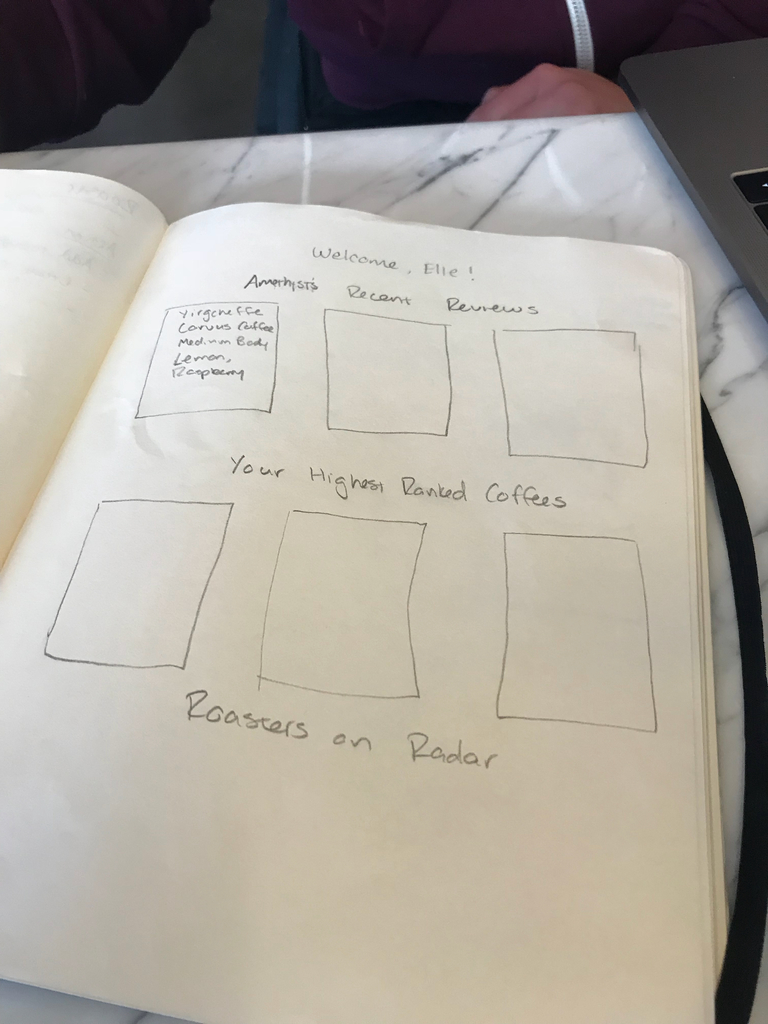 Welcome, Elle!
Amethyst's Recent Reviews
Yirgcheffe
Corvus Coffee
Medium Body
Lemon,
Raspberry
Your Highest Ranked Coffees
Roasters on Radar